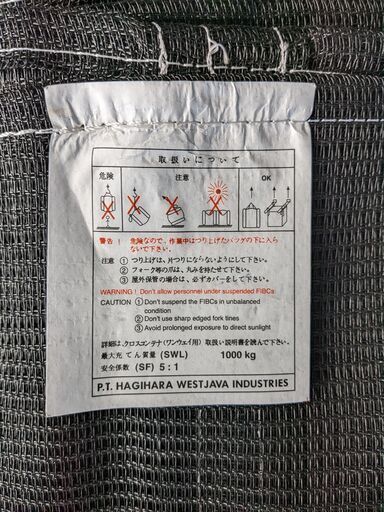 取扱いについて
危険 注意 OK
警告！ 危険なので、作業中はつり上げたバッグの下に入
らないで下さい。
注意 ① つり上げは、片づりにならないようにして下さい。
② フォーク等の爪は、丸みを持たせて下さい。
③ 屋外保管の場合は、必ずカバーをして下さい。
WARNING! Don't allow personnel under suspended FIBCs.
CAUTION ① Don't suspend the FIBCs in unbalanced
condition
② Don't use sharp edged fork tines
③ Avoid prolonged exposure to direct sunlight
詳細は、クロスコンテナ（ワンウェイ用）取扱い説明書を読んで下さい。
最大充てん質量 (SWL) 1000 kg
安全係数 (SF) 5 : 1
P.T. HAGIHARA WESTJAVA INDUSTRIES